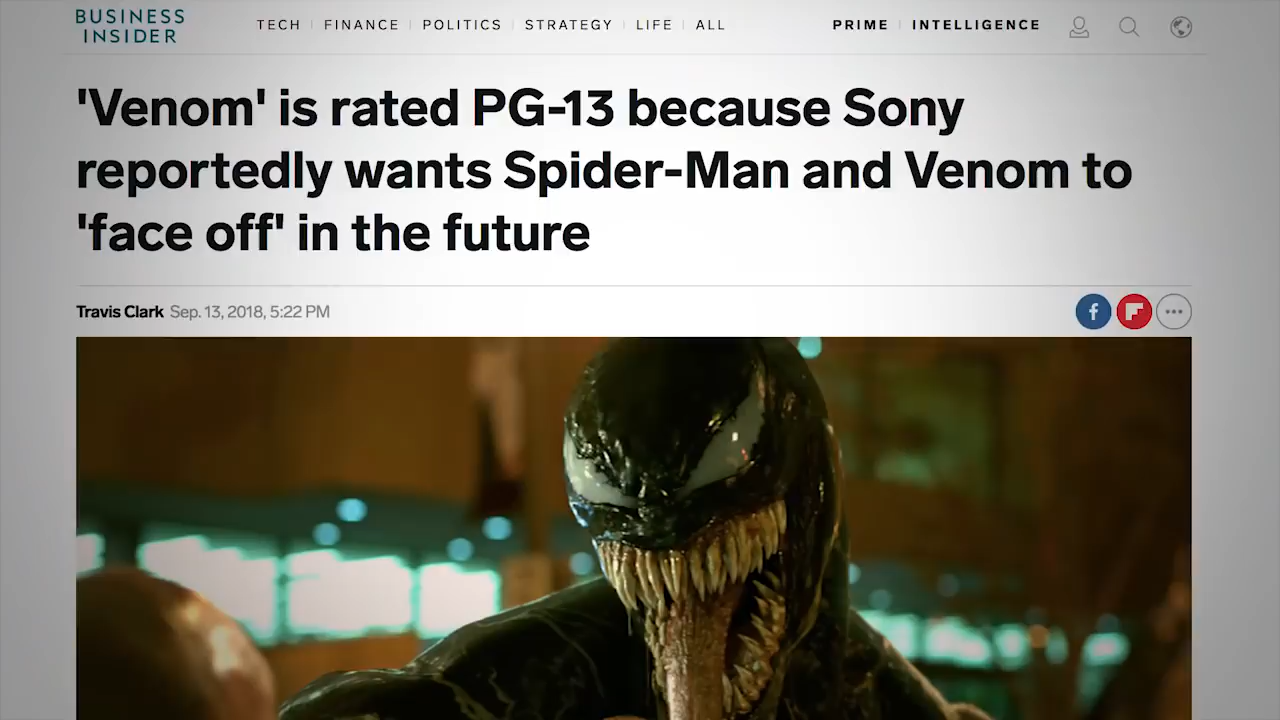 BUSINESS
INSIDER
TECH FINANCE POLITICS STRATEGY LIFE ALL PRIME INTELLIGENCE
'Venom' is rated PG-13 because Sony
reportedly wants Spider-Man and Venom to
'face off' in the future
Travis Clark Sep. 13, 2018, 5:22 PM